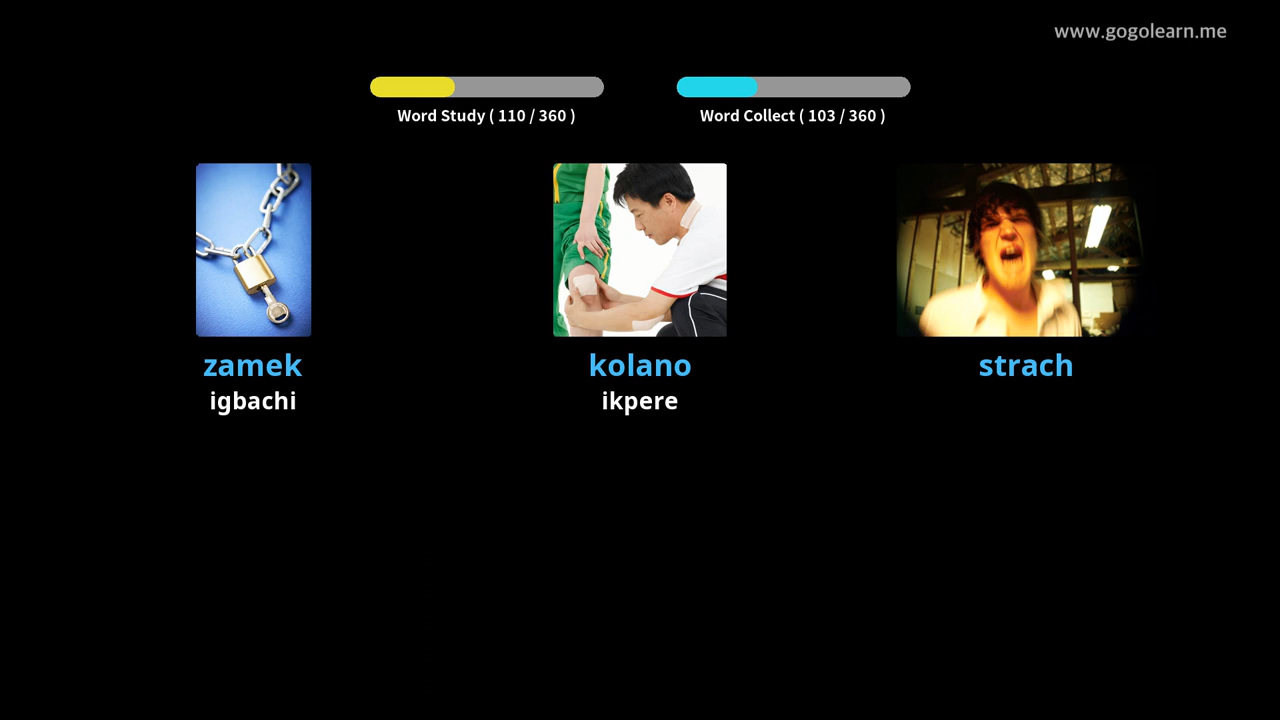 www.gogolearn.me
Word Study ( 110 / 360 )
Word Collect ( 103 / 360 )
zamek
igbachi
kolano
ikpere
strach